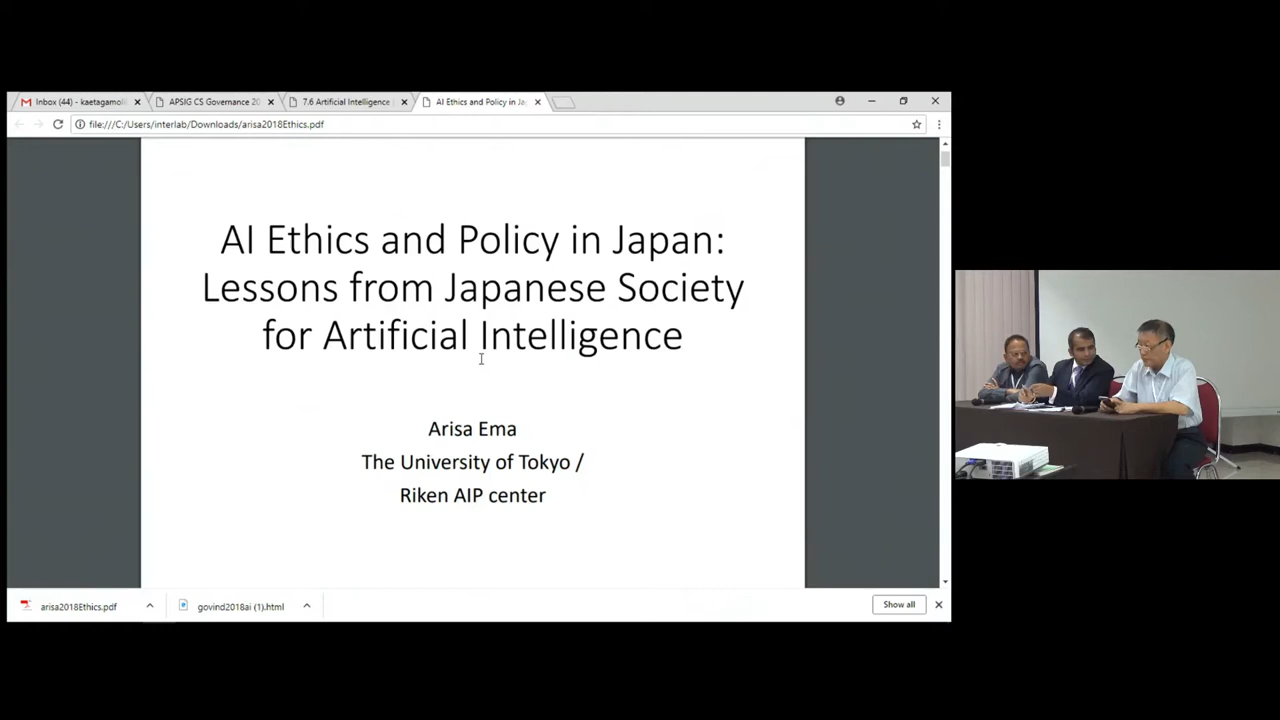 Inbox (44) - kaetagamol
APSIG CS Governance 20
7.6 Artificial Intelligence
AI Ethics and Policy in Ja
file:///C:/Users/interlab/Downloads/arisa2018Ethics.pdf
AI Ethics and Policy in Japan:
Lessons from Japanese Society
for Artificial Intelligence
Arisa Ema
The University of Tokyo /
Riken AIP center
arisa2018Ethics.pdf
govind2018ai (1).html
Show all